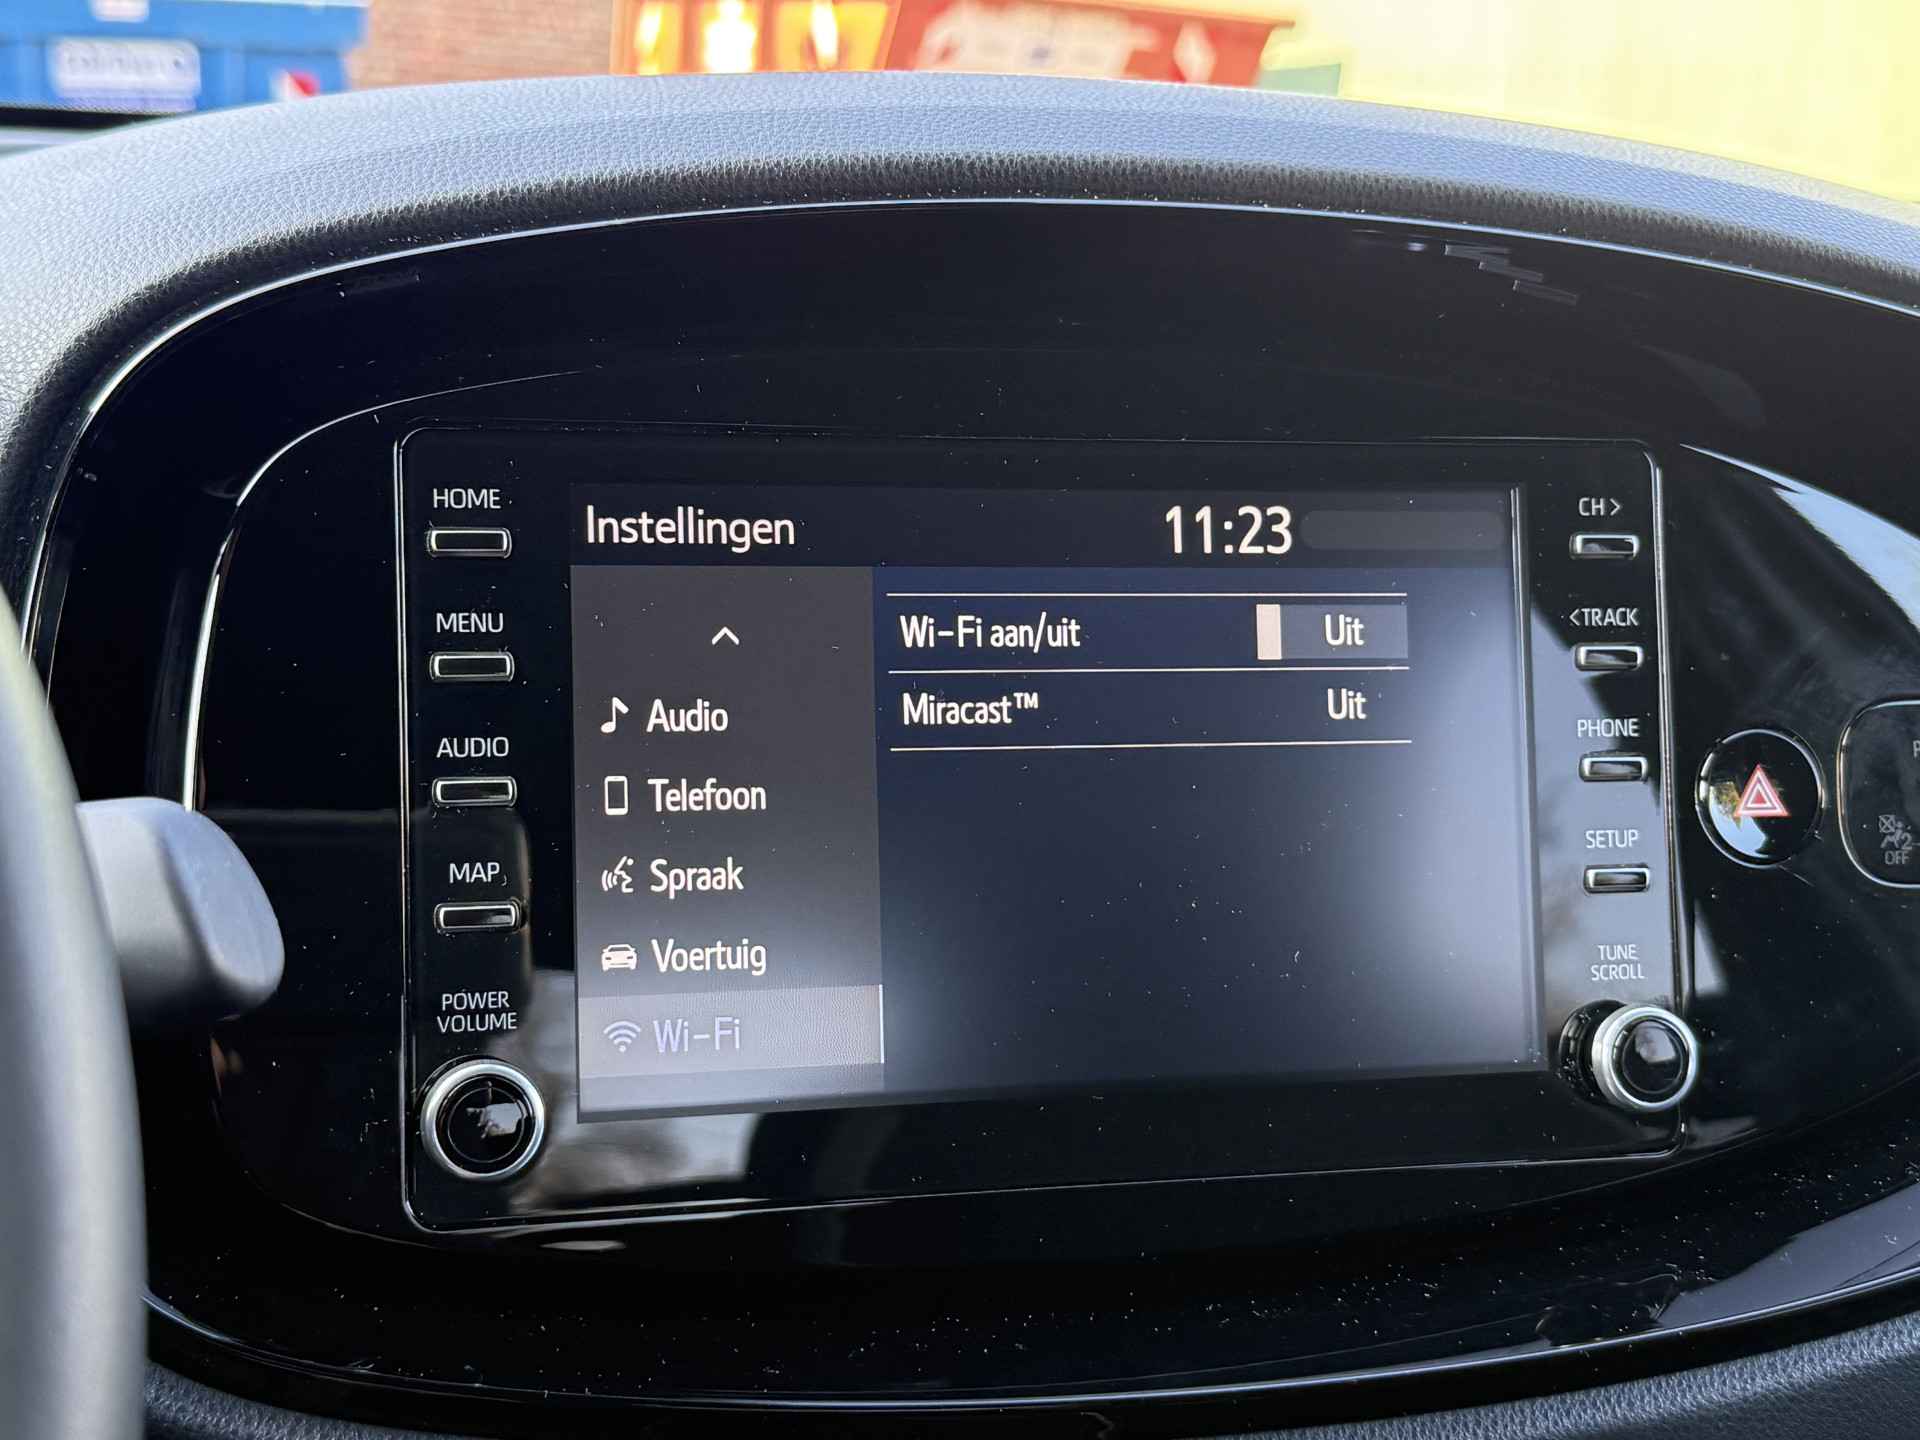 HOME
MENU
AUDIO
MAP
POWER
VOLUME
Instellingen
11:23
Audio
Telefoon
Spraak
Voertuig
Wi-Fi
Wi-Fi aan/uit Uit
Miracast™ Uit
CH >
<TRACK
PHONE
SETUP
TUNE
SCROLL
2
OFF